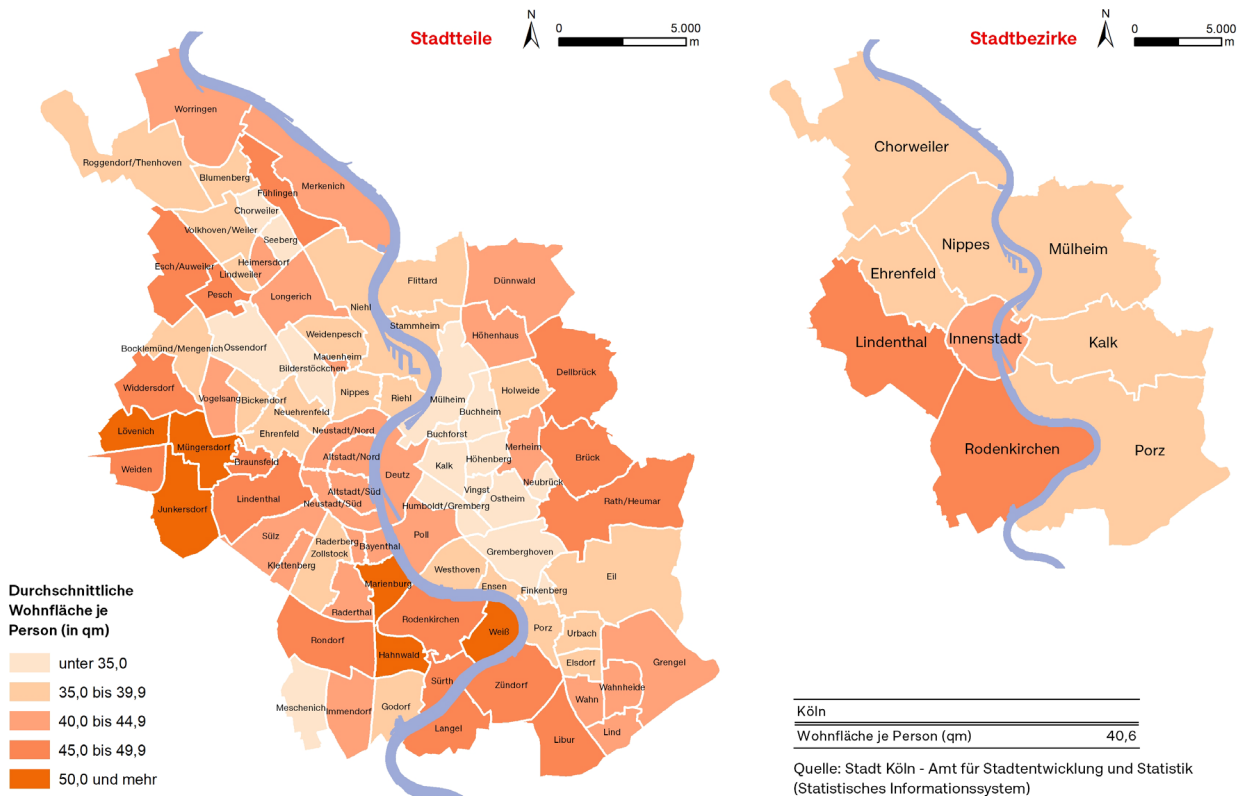 Stadtteile
N
0
5.000
m
Stadtbezirke
N
0
5.000
m
Worringen
Roggendorf/Thenhoven
Blumenberg
Fühlingen
Merkenich
Chorweiler
Volkhoven/Weiler
Seeberg
Esch/Auweiler
Heimersdorf
Lindweiler
Pesch
Longerich
Niehl
Flittard
Dünnwald
Stammheim
Höhenhaus
Weidenpesch
Bocklemünd/Mengenich
Ossendorf
Mauenheim
Bilderstöckchen
Dellbrück
Widdersdorf
Vogelsang
Bickendorf
Nippes
Riehl
Mülheim
Holweide
Neuehrenfeld
Buchheim
Lövenich
Müngersdorf
Ehrenfeld
Neustadt/Nord
Buchforst
Altstadt/Nord
Höhenberg
Merheim
Brück
Weiden
Braunsfeld
Kalk
Deutz
Lindenthal
Altstadt/Süd
Neustadt/Süd
Vingst
Neubrück
Ostheim
Rath/Heumar
Junkersdorf
Humboldt/Gremberg
Sülz
Raderberg
Zollstock
Bayenthal
Poll
Gremberghoven
Klettenberg
Marienburg
Westhoven
Ensen
Finkenberg
Eil
Raderthal
Rodenkirchen
Weiß
Porz
Urbach
Rondorf
Hahnwald
Elsdorf
Grengel
Sürth
Zündorf
Wahnheide
Wahn
Meschenich
Immendorf
Godorf
Langel
Libur
Lind
Chorweiler
Nippes
Mülheim
Ehrenfeld
Lindenthal
Innenstadt
Kalk
Rodenkirchen
Porz
Durchschnittliche
Wohnfläche je
Person (in qm)
unter 35,0
35,0 bis 39,9
40,0 bis 44,9
45,0 bis 49,9
50,0 und mehr
Köln
Wohnfläche je Person (qm) 40,6
Quelle: Stadt Köln - Amt für Stadtentwicklung und Statistik
(Statistisches Informationssystem)